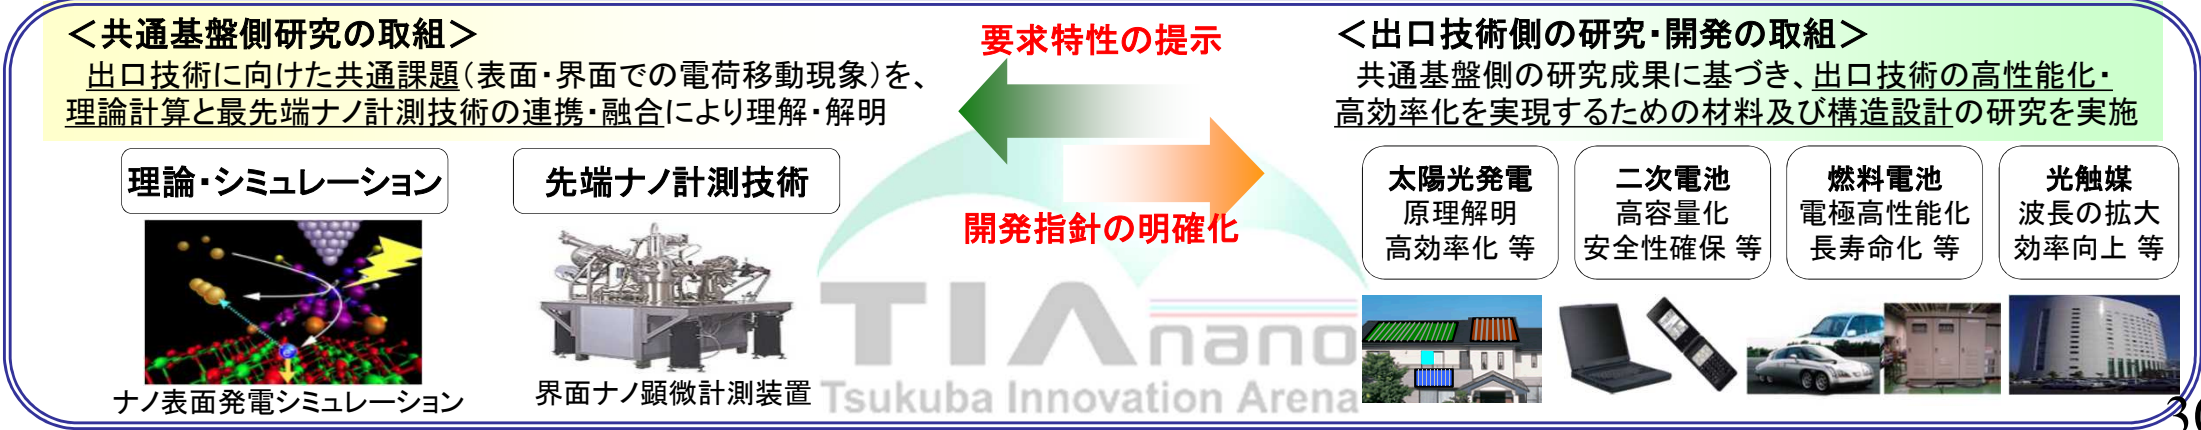 ＜共通基盤側研究の取組＞
出口技術に向けた共通課題（表面・界面での電荷移動現象）を、
理論計算と最先端ナノ計測技術の連携・融合により理解・解明
理論・シミュレーション
先端ナノ計測技術
ナノ表面発電シミュレーション
界面ナノ顕微計測装置
要求特性の提示
開発指針の明確化
TIAnano
Tsukuba Innovation Arena
＜出口技術側の研究・開発の取組＞
共通基盤側の研究成果に基づき、出口技術の高性能化・
高効率化を実現するための材料及び構造設計の研究を実施
太陽光発電
原理解明
高効率化 等
二次電池
高容量化
安全性確保 等
燃料電池
電極高性能化
長寿命化 等
光触媒
波長の拡大
効率向上 等